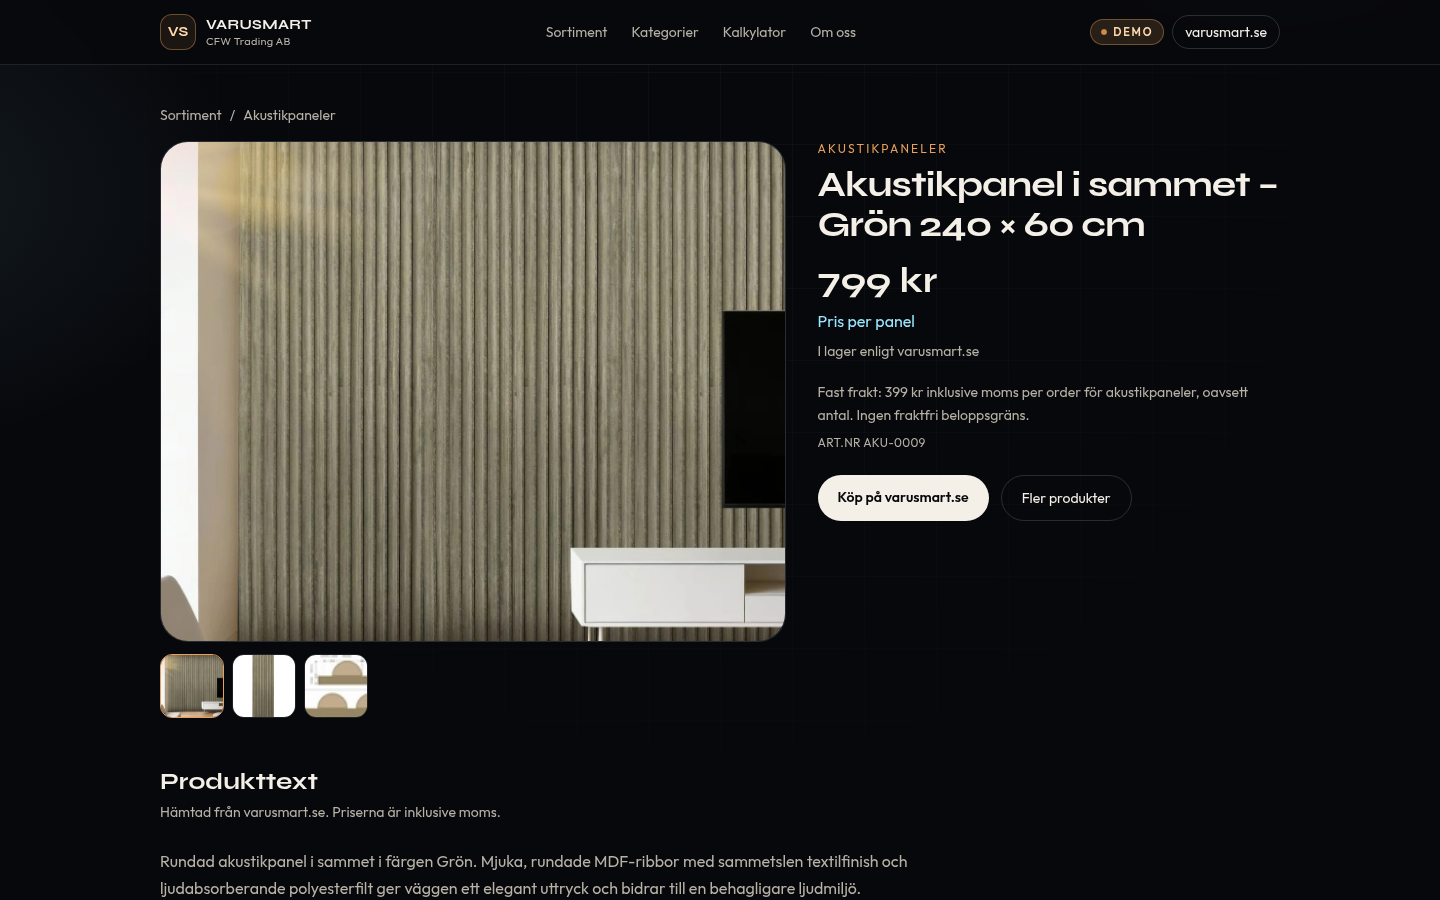 VS
VARUSMART
CFW Trading AB
Sortiment
Kategorier
Kalkylator
Om oss
DEMO
varusmart.se
Sortiment / Akustikpaneler
AKUSTIKPANELER
Akustikpanel i sammet –
Grön 240 × 60 cm
799 kr
Pris per panel
I lager enligt varusmart.se
Fast frakt: 399 kr inklusive moms per order för akustikpaneler, oavsett
antal. Ingen fraktfri beloppsgräns.
ART.NR AKU-0009
Köp på varusmart.se
Fler produkter
Produkttext
Hämtad från varusmart.se. Priserna är inklusive moms.
Rundad akustikpanel i sammet i färgen Grön. Mjuka, rundade MDF-ribbor med sammetslen textilfinish och
ljudabsorberande polyesterfilt ger väggen ett elegant uttryck och bidrar till en behagligare ljudmiljö.